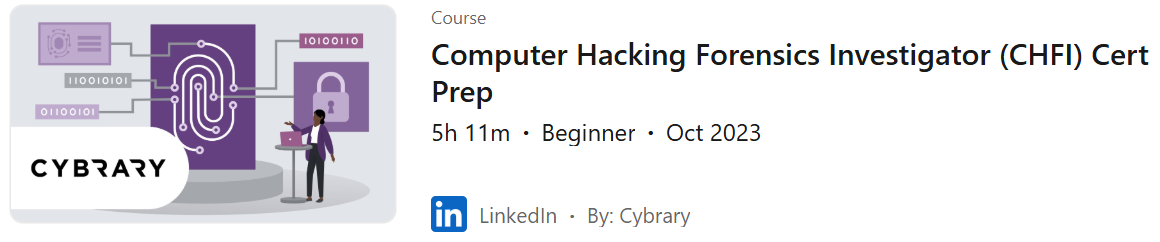 10100110
110010101
01100101
CYBRARY
Course
Computer Hacking Forensics Investigator (CHFI) Cert
Prep
5h 11m · Beginner · Oct 2023
in LinkedIn · By: Cybrary